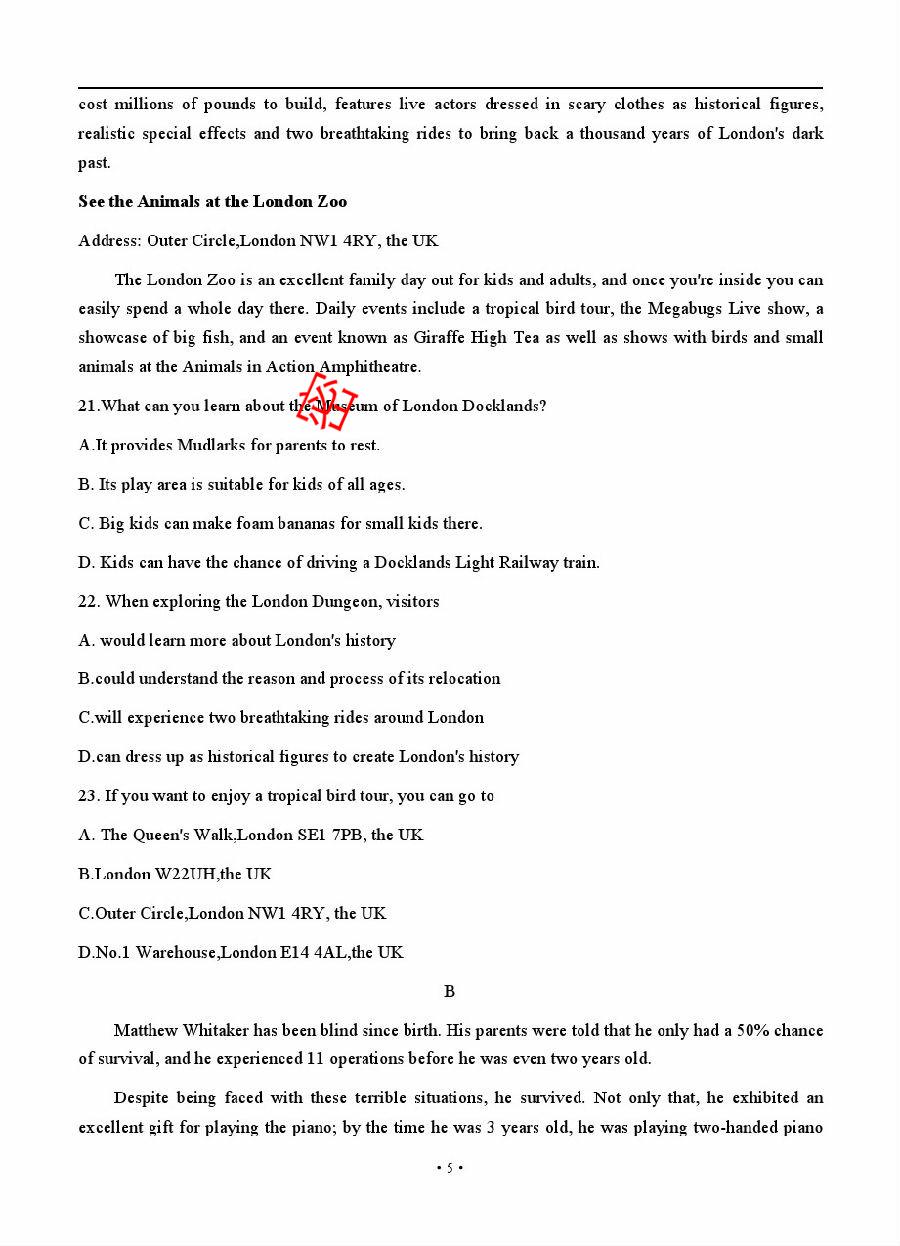 cost millions of pounds to build, features live actors dressed in scary clothes as historical figures,
realistic special effects and two breathtaking rides to bring back a thousand years of London's dark
past.
See the Animals at the London Zoo
Address: Outer Circle,London NW1 4RY, the UK
The London Zoo is an excellent family day out for kids and adults, and once you're inside you can
easily spend a whole day there. Daily events include a tropical bird tour, the Megabugs Live show, a
showcase of big fish, and an event known as Giraffe High Tea as well as shows with birds and small
animals at the Animals in Action Amphitheatre.
密
21.What can you learn about the Museum of London Docklands?
A.It provides Mudlarks for parents to rest.
B. Its play area is suitable for kids of all ages.
C. Big kids can make foam bananas for small kids there.
D. Kids can have the chance of driving a Docklands Light Railway train.
22. When exploring the London Dungeon, visitors
A. would learn more about London's history
B.could understand the reason and process of its relocation
C.will experience two breathtaking rides around London
D.can dress up as historical figures to create London's history
23. If you want to enjoy a tropical bird tour, you can go to
A. The Queen's Walk,London SE1 7PB, the UK
B.London W22UH,the UK
C.Outer Circle,London NW1 4RY, the UK
D.No.1 Warehouse,London E14 4AL,the UK
B
Matthew Whitaker has been blind since birth. His parents were told that he only had a 50% chance
of survival, and he experienced 11 operations before he was even two years old.
Despite being faced with these terrible situations, he survived. Not only that, he exhibited an
excellent gift for playing the piano; by the time he was 3 years old, he was playing two-handed piano
• 5 •